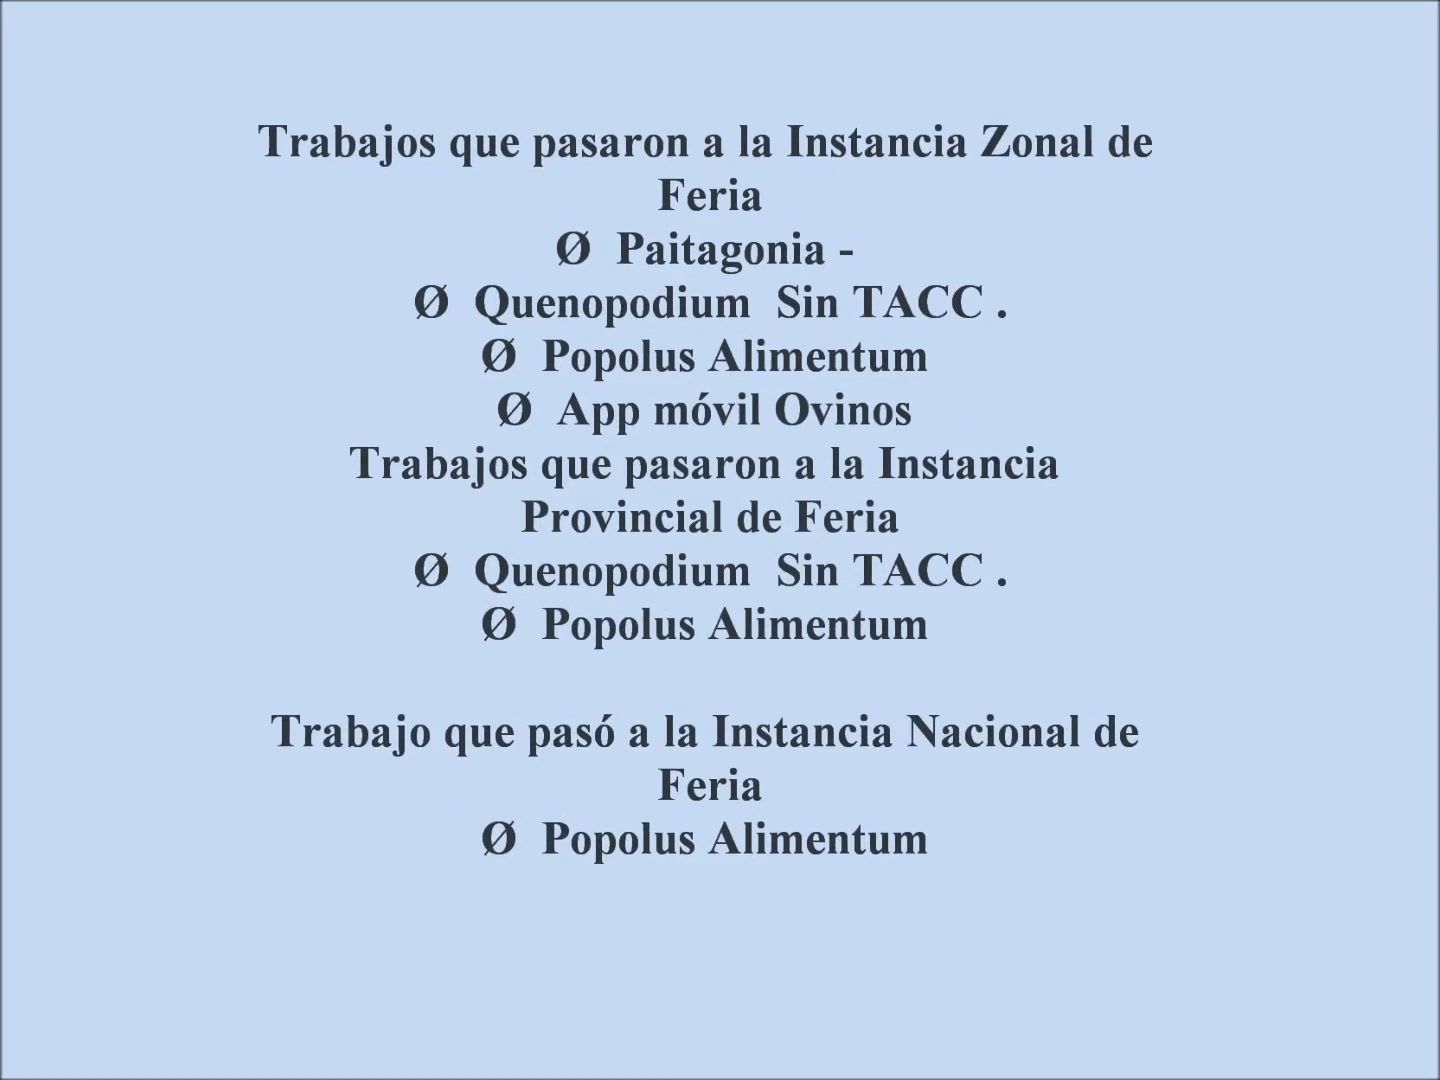 Trabajos que pasaron a la Instancia Zonal de
Feria
Ø Paitagonia -
Ø Quenopodium Sin TACC .
Ø Popolus Alimentum
Ø App móvil Ovinos
Trabajos que pasaron a la Instancia
Provincial de Feria
Ø Quenopodium Sin TACC .
Ø Popolus Alimentum
Trabajo que pasó a la Instancia Nacional de
Feria
Ø Popolus Alimentum